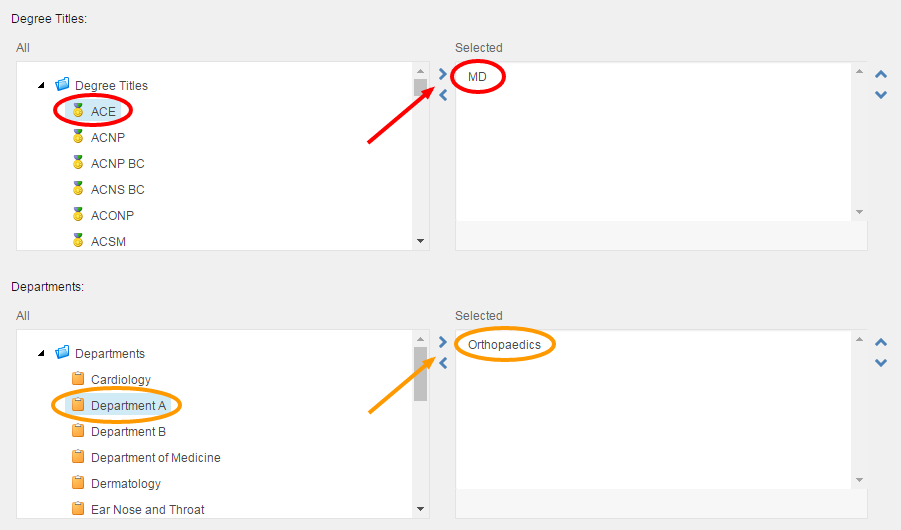 Degree Titles:
All
Selected
Degree Titles
MD
ACE
ACNP
ACNP BC
ACNS BC
ACONP
ACSM
Departments:
All
Selected
Departments
Orthopaedics
Cardiology
Department A
Department B
Department of Medicine
Dermatology
Ear Nose and Throat